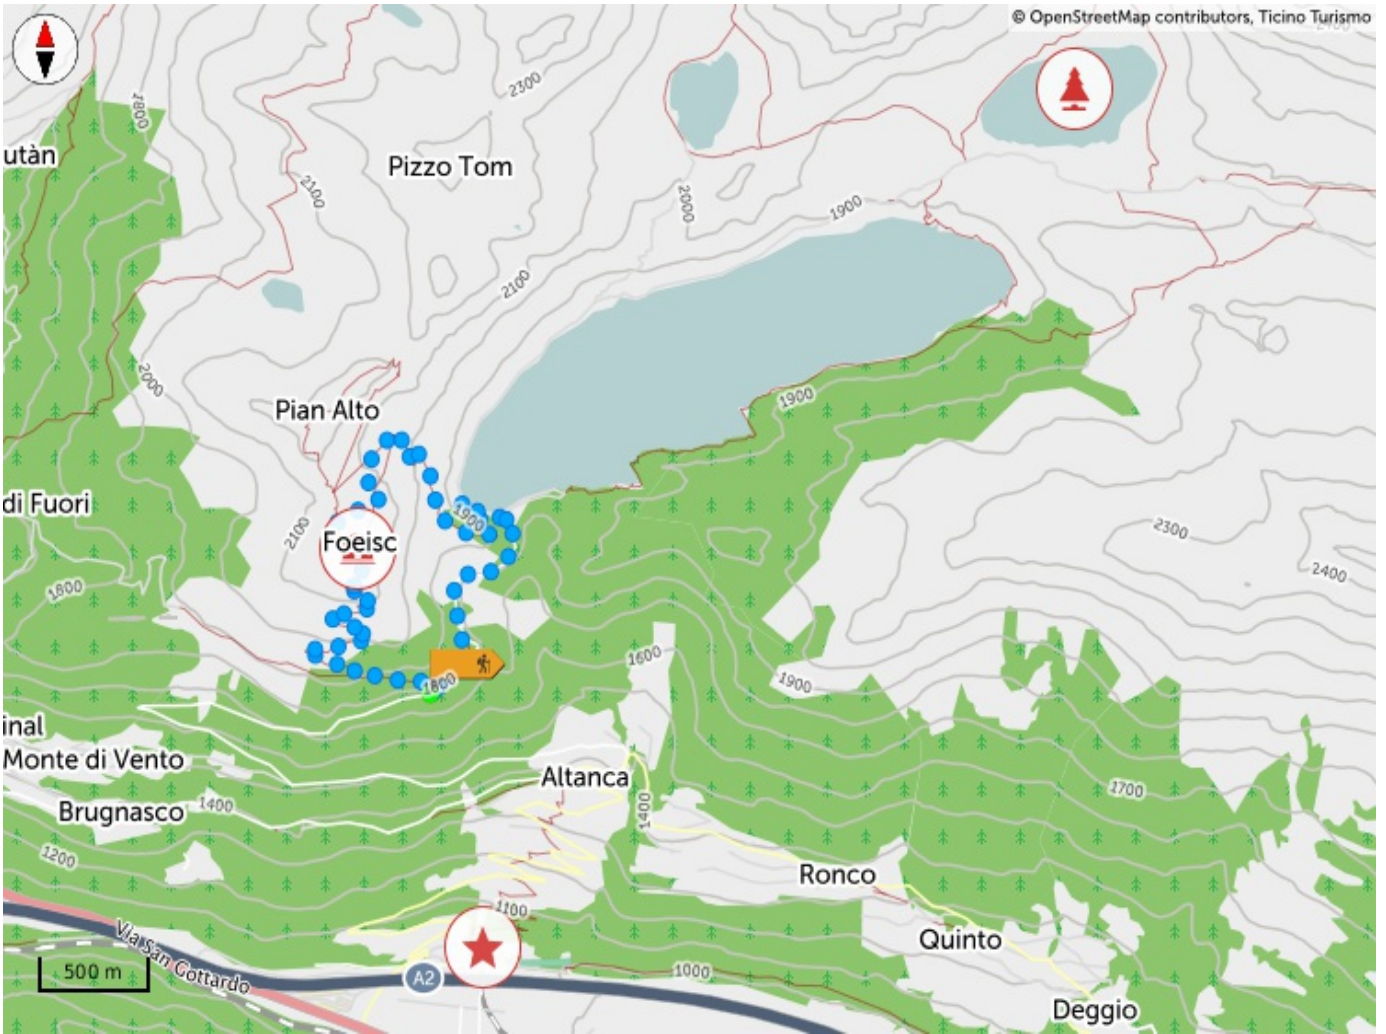 © OpenStreetMap contributors, Ticino Turismo
2300
1800
utàn
Pizzo Tom
2100
2000
1900
2100
2000
1900
Pian Alto
di Fuori
2100
1900
2300
Foeisc
2400
1800
1600
1900
1800
inal
Monte di Vento
Altanca
1700
Brugnasco
1400
1400
1200
Ronco
1100
Via San Gottardo
Quinto
500 m
A2
1000
Deggio